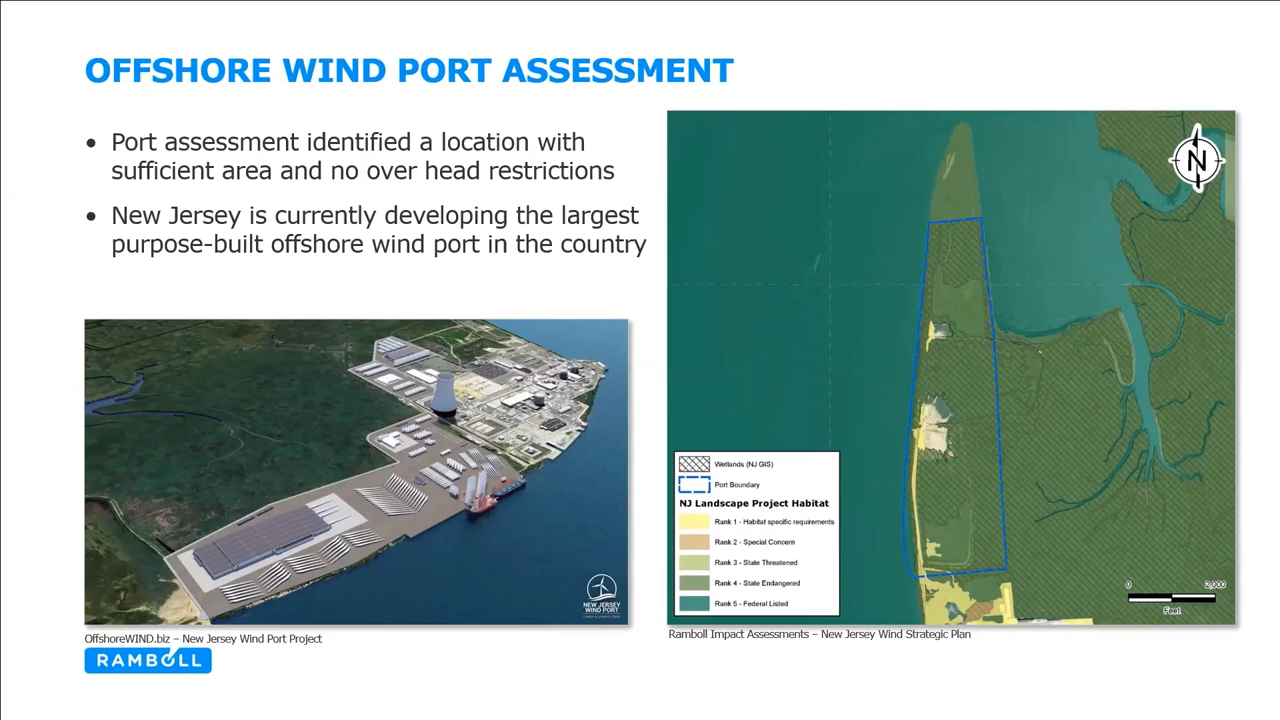 OFFSHORE WIND PORT ASSESSMENT
• Port assessment identified a location with
sufficient area and no over head restrictions
• New Jersey is currently developing the largest
purpose-built offshore wind port in the country
NEW JERSEY
WIND PORT
OffshoreWIND.biz – New Jersey Wind Port Project
RAMBOLL
N
Wetlands (NJ GIS)
Port Boundary
NJ Landscape Project Habitat
Rank 1 - Habitat specific requirements
Rank 2 - Special Concern
Rank 3 - State Threatened
Rank 4 - State Endangered
Rank 5 - Federal Listed
0 2,000
Feet
Ramboll Impact Assessments – New Jersey Wind Strategic Plan